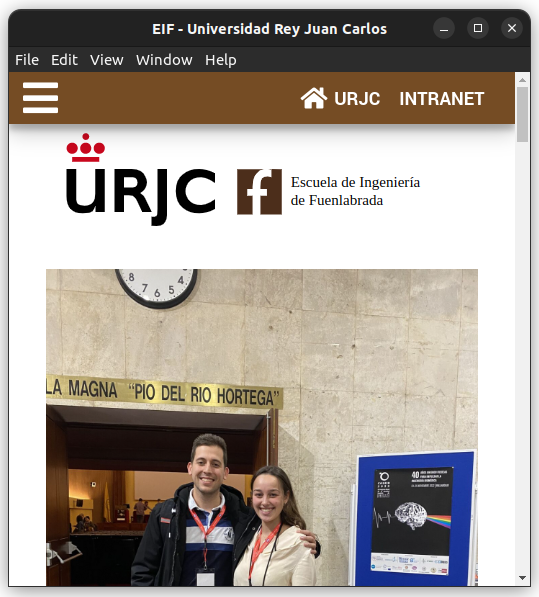 EIF - Universidad Rey Juan Carlos
File Edit View Window Help
URJC INTRANET
URJC
f
Escuela de Ingeniería
de Fuenlabrada
8 7 6 5 4
LA MAGNA "PIO DEL RIO HORTEGA"
40